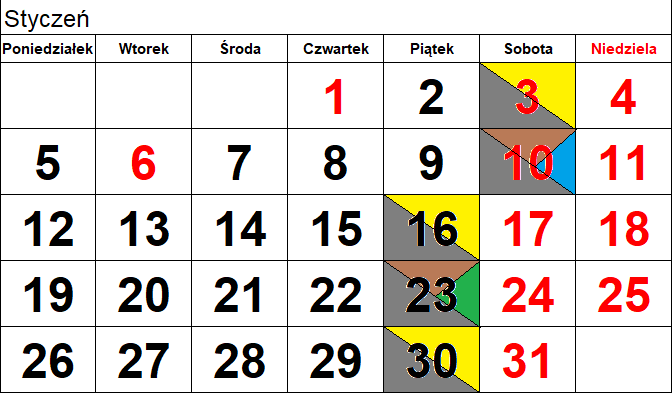 Styczeń
Poniedziałek Wtorek Środa Czwartek Piątek Sobota Niedziela
1 2 3 4
5 6 7 8 9 10 11
12 13 14 15 16 17 18
19 20 21 22 23 24 25
26 27 28 29 30 31